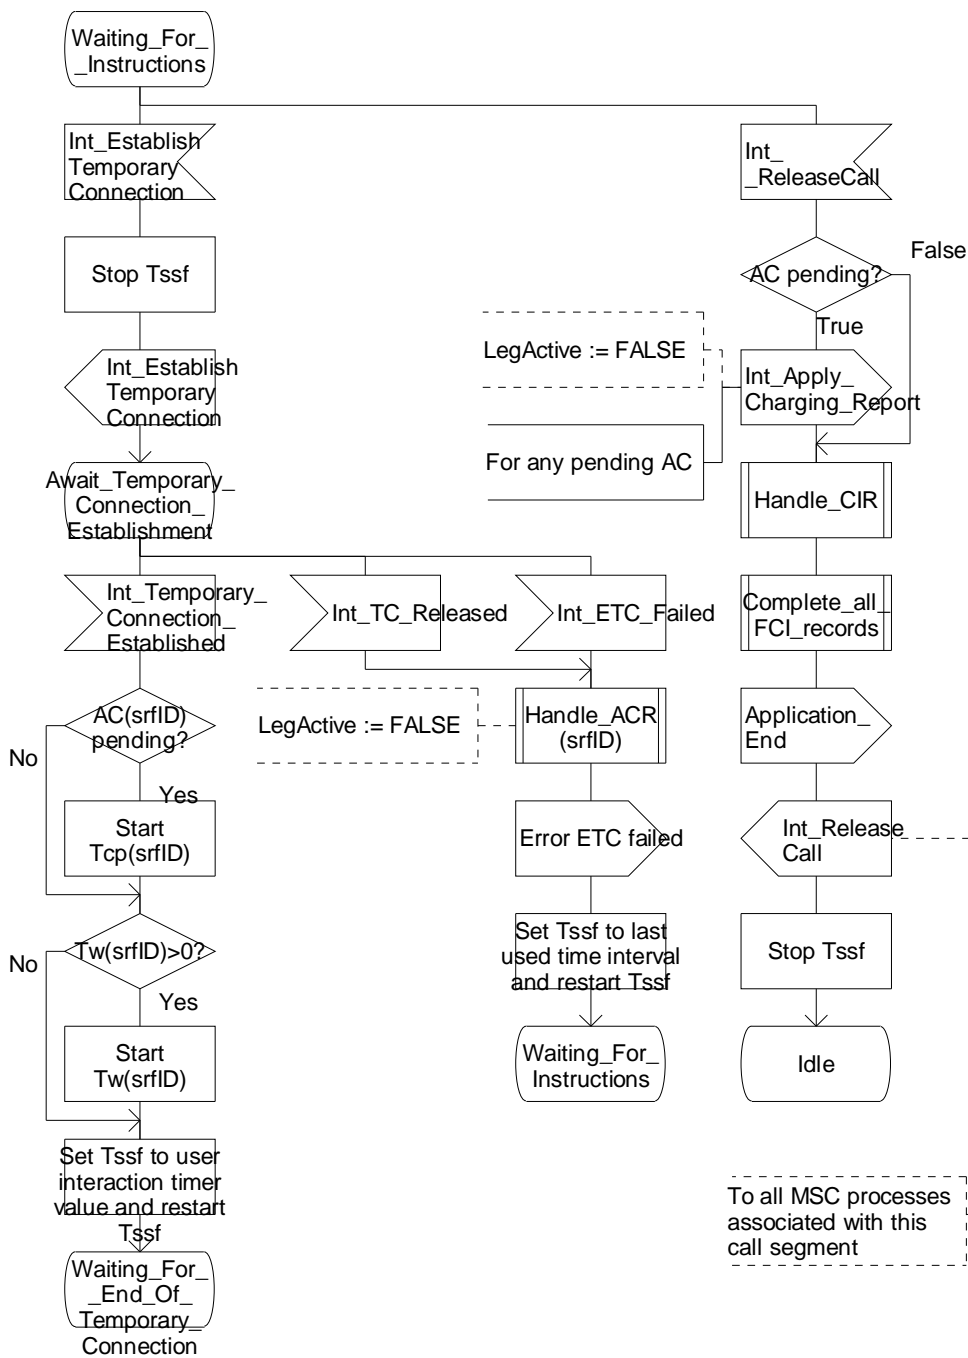 Waiting_For_
_Instructions
Int_Establish
Temporary
Connection
Stop Tssf
Int_Establish
Temporary
Connection
Await_Temporary_
Connection_
Establishment
Int_Temporary_
Connection_
Established
AC(srfID)
pending?
No
Yes
Start
Tcp(srfID)
Tw(srfID)>0?
No
Yes
Start
Tw(srfID)
Set Tssf to user
interaction timer
value and restart
Tssf
Waiting_For_
_End_Of_
Temporary_
Connection
Int_TC_Released
Int_ETC_Failed
LegActive := FALSE
Handle_ACR
(srfID)
Error ETC failed
Set Tssf to last
used time interval
and restart Tssf
Waiting_For_
Instructions
Int_
_ReleaseCall
AC pending?
False
True
LegActive := FALSE
Int_Apply_
Charging_Report
For any pending AC
Handle_CIR
Complete_all_
FCI_records
Application_
End
Int_Release
Call
Stop Tssf
Idle
To all MSC processes
associated with this
call segment